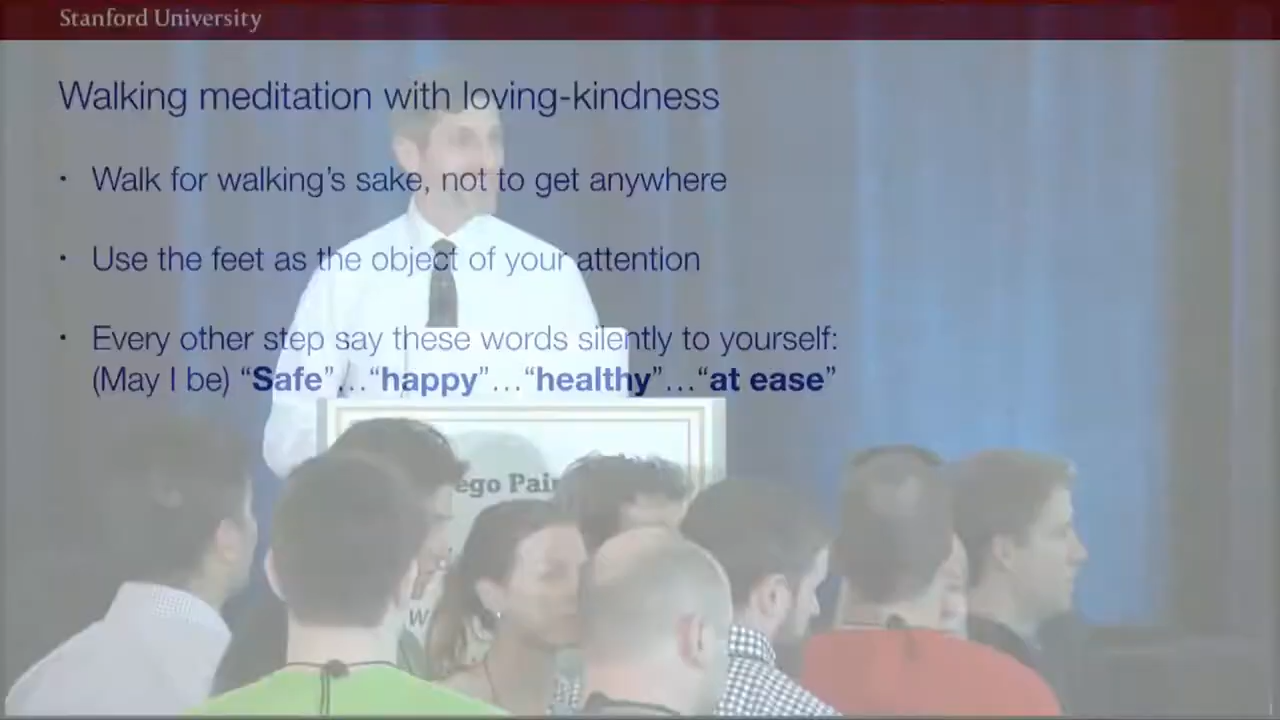 Stanford University
Walking meditation with loving-kindness
• Walk for walking's sake, not to get anywhere
• Use the feet as the object of your attention
• Every other step say these words silently to yourself:
(May I be) “Safe”…“happy”…“healthy”…“at ease”
ego Pain